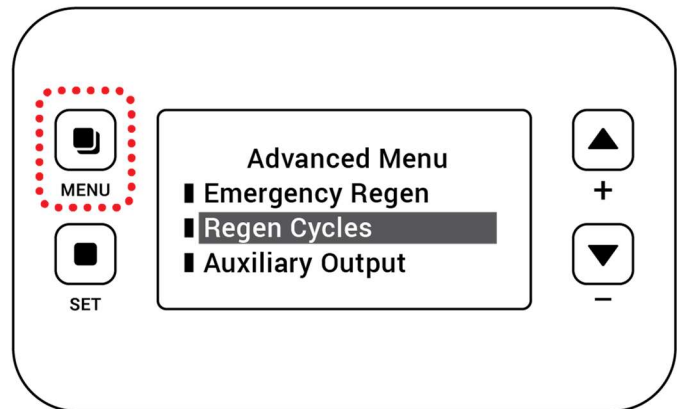 MENU
SET
Advanced Menu
Emergency Regen
Regen Cycles
Auxiliary Output
+
–